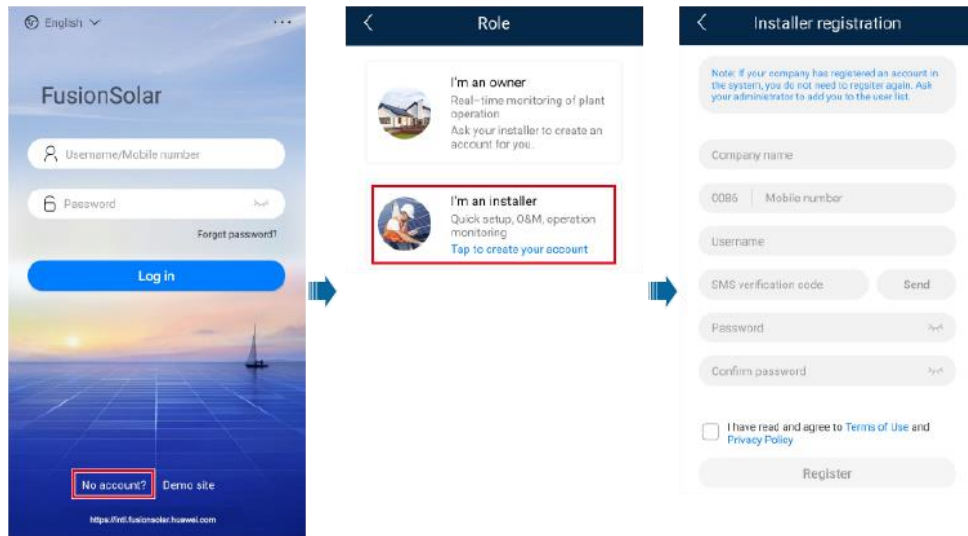 English
FusionSolar
Username/Mobile number
Password
Forgot password?
Log in
No account? Demo site
https://intl.fusionsolar.huawei.com
Role
I'm an owner
Real-time monitoring of plant
operation
Ask your installer to create an
account for you.
I'm an installer
Quick setup, O&M, operation
monitoring
Tap to create your account
Installer registration
Note: If your company has registered an account in
the system, you do not need to regsiter again. Ask
your administrator to add you to the user list.
Company name
0086 Mobile number
Username
SMS verification code Send
Password
Confirm password
I have read and agree to Terms of Use and
Privacy Policy
Register